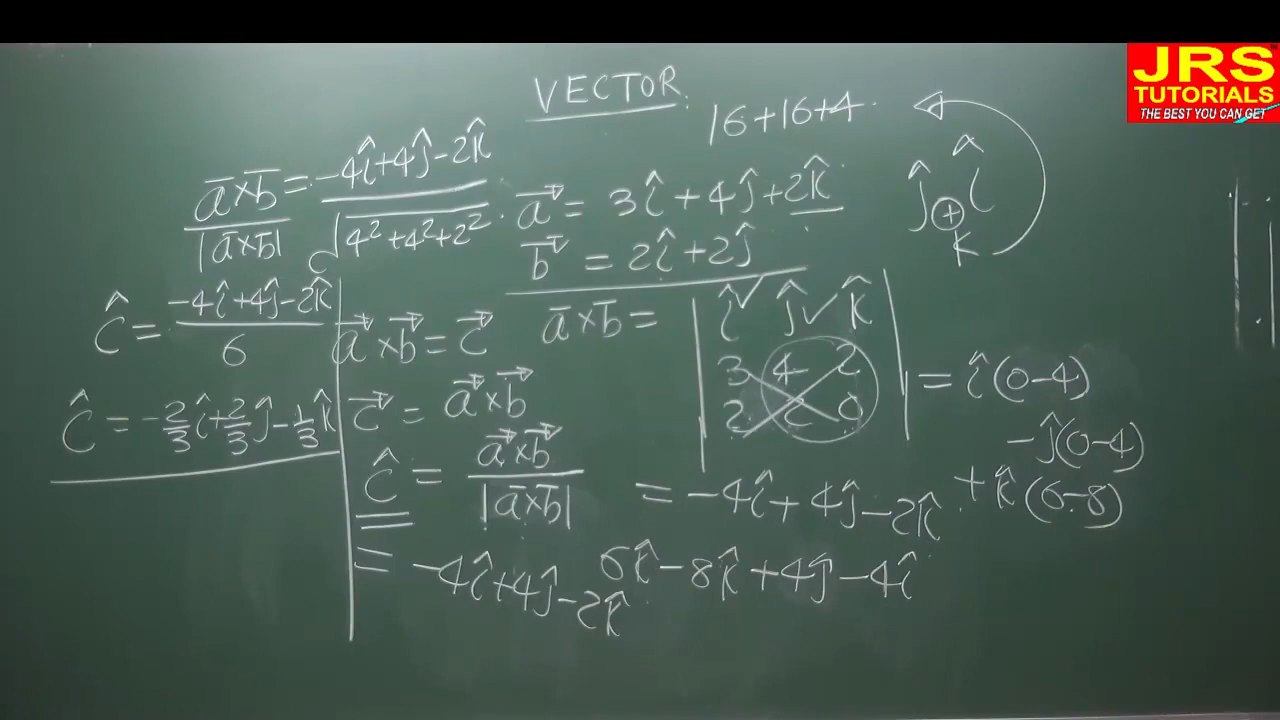 JRS
TUTORIALS
THE BEST YOU CAN GET
VECTOR
16+16+4
a×b / |a×b| = -4î+4ĵ-2k̂ / √4²+4²+2²
a⃗ = 3î+4ĵ+2k̂
b⃗ = 2î+2ĵ
ĵ î
+
k
ĉ = -4î+4ĵ-2k̂ / 6
a⃗×b⃗=c⃗
a×b=
î ĵ k̂
3 4 2
2 2 0
= î(0-4)
-ĵ(0-4)
+k̂(6-8)
ĉ = -2/3 î+2/3 ĵ-1/3 k̂
c⃗ = a⃗×b⃗
ĉ = a⃗×b⃗ / |a×b|
= -4î+4ĵ-2k̂
= -4î+4ĵ-2k̂
6k̂-8k̂+4ĵ-4î